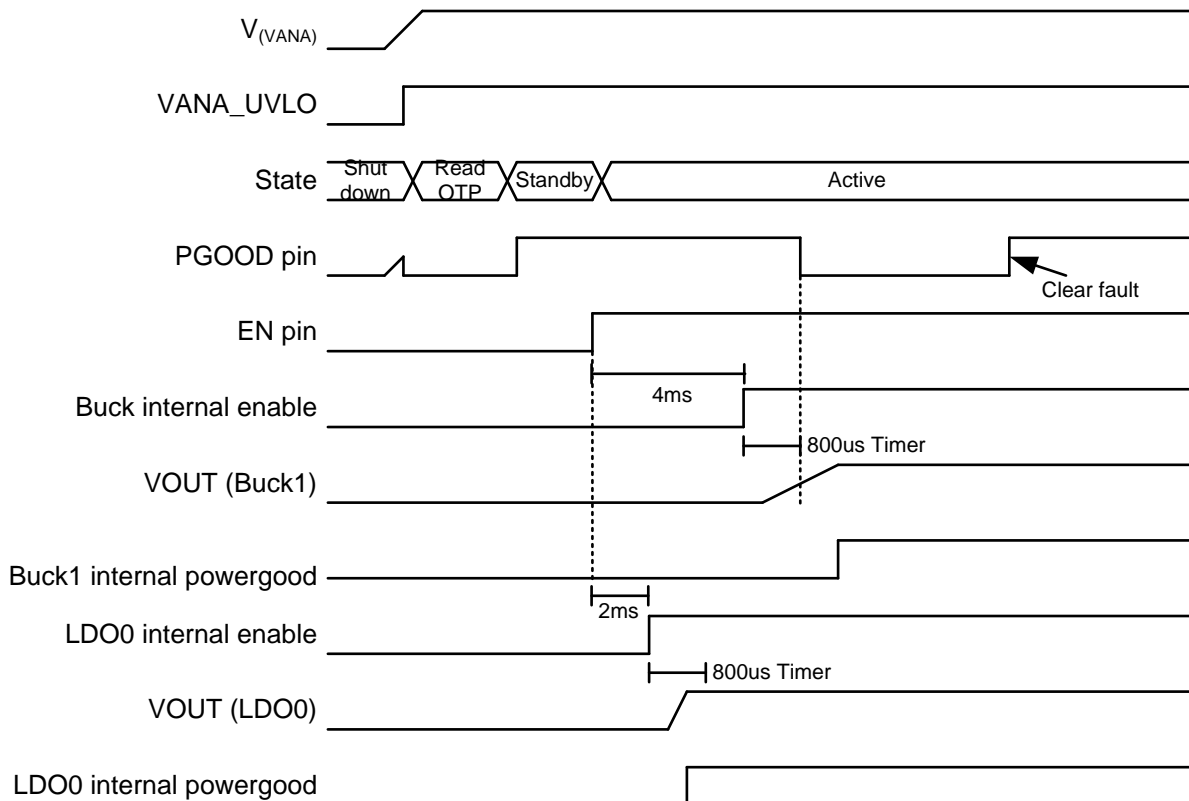 V(VANA)
VANA_UVLO
State
Shut down
Read OTP
Standby
Active
PGOOD pin
Clear fault
EN pin
4ms
Buck internal enable
800us Timer
VOUT (Buck1)
Buck1 internal powergood
2ms
LDO0 internal enable
800us Timer
VOUT (LDO0)
LDO0 internal powergood